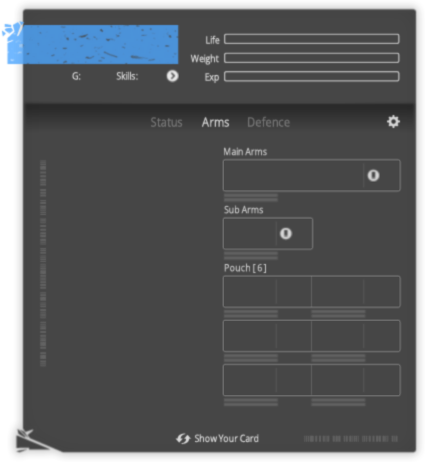 Life
Weight
G: Skills: Exp
Status Arms Defence
Main Arms
Sub Arms
Pouch [ 6 ]
Show Your Card